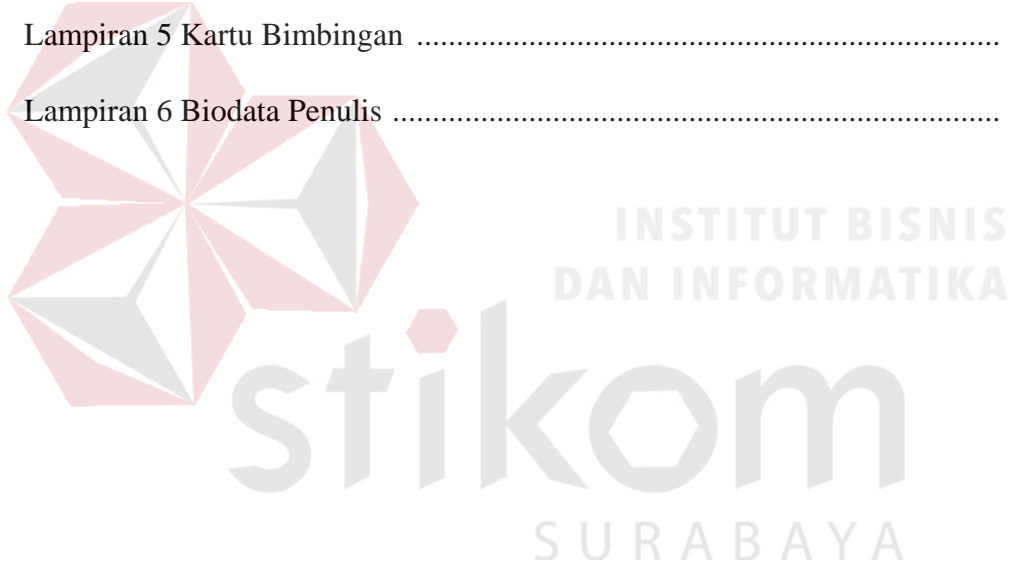 Lampiran 5 Kartu Bimbingan .........................................................................
Lampiran 6 Biodata Penulis ............................................................................
INSTITUT BISNIS
DAN INFORMATIKA
stikom
SURABAYA